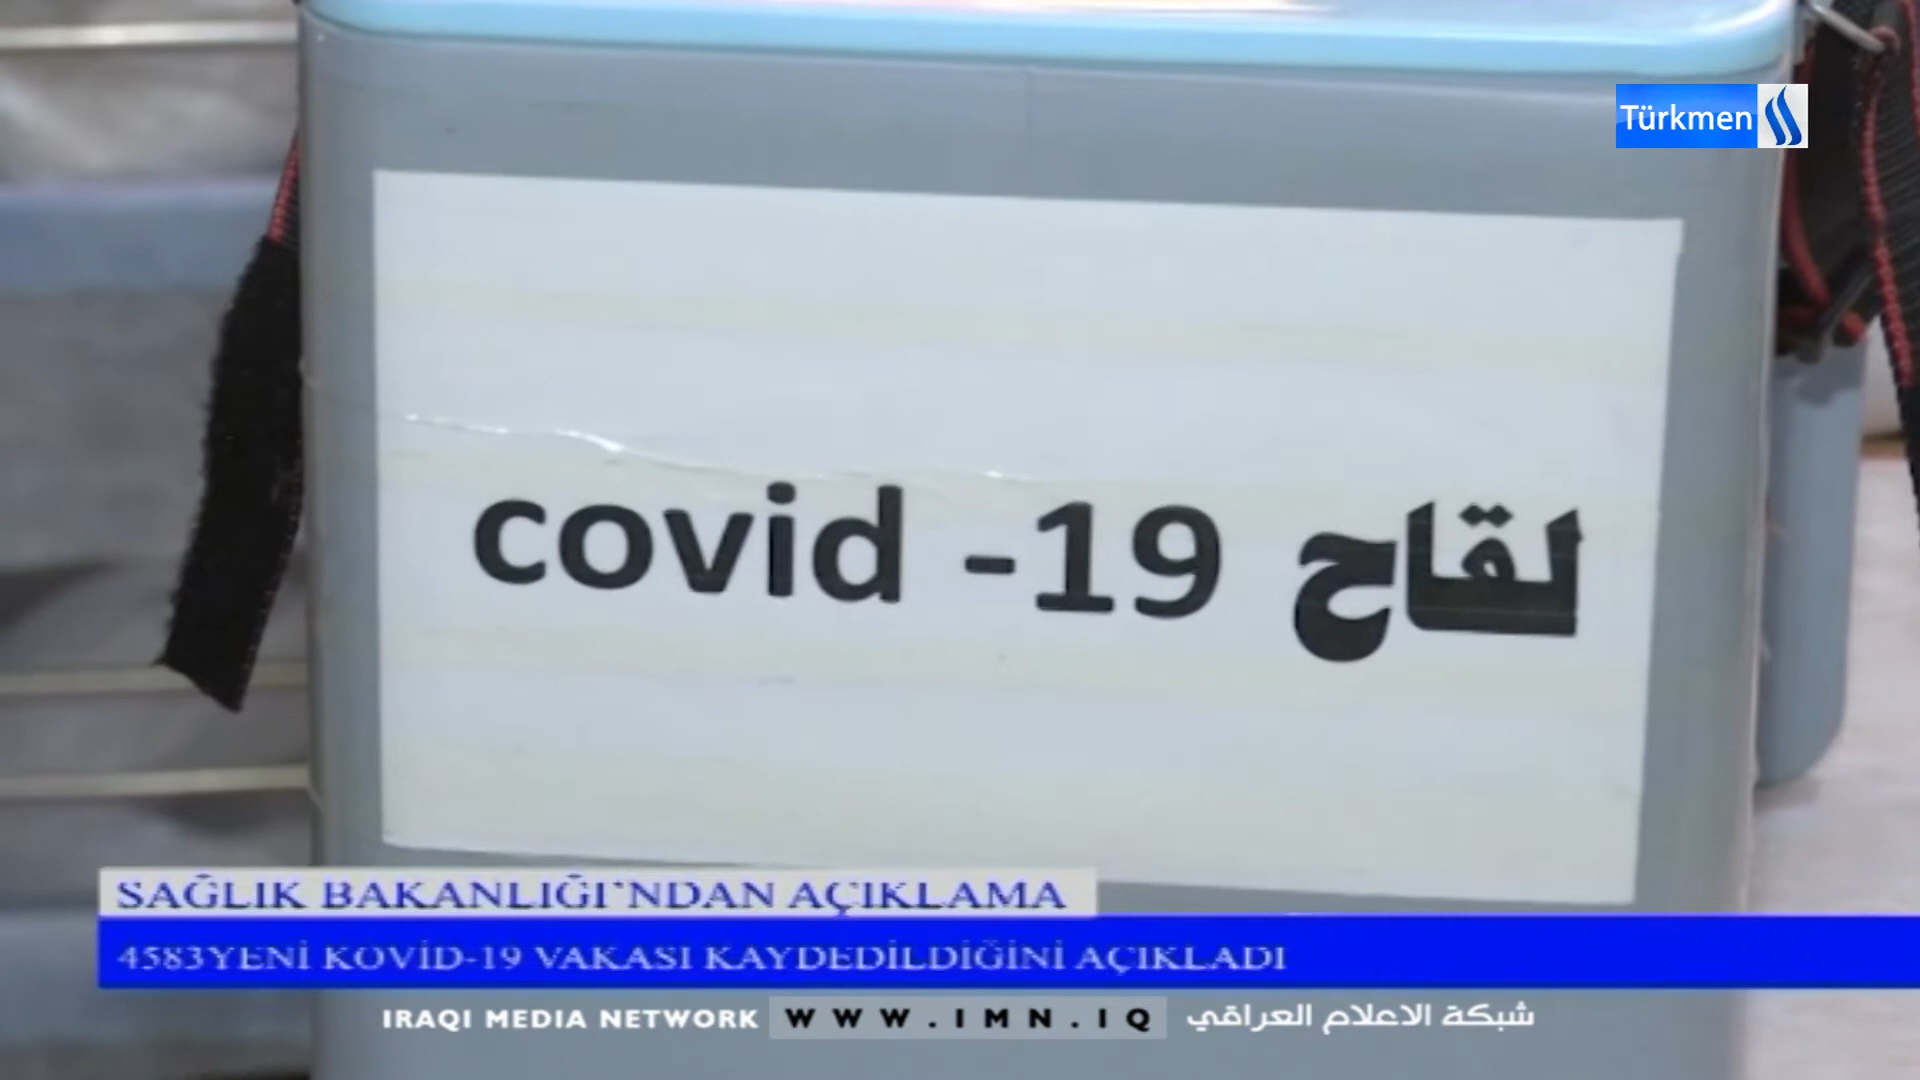 Türkmen
لقاح covid -19
SAĞLIK BAKANLIĞI'NDAN AÇIKLAMA
4583YENİ KOVİD-19 VAKASI KAYDEDİLDİĞİNİ AÇIKLADI
IRAQI MEDIA NETWORK WWW.IMN.IQ شبكة الاعلام العراقي